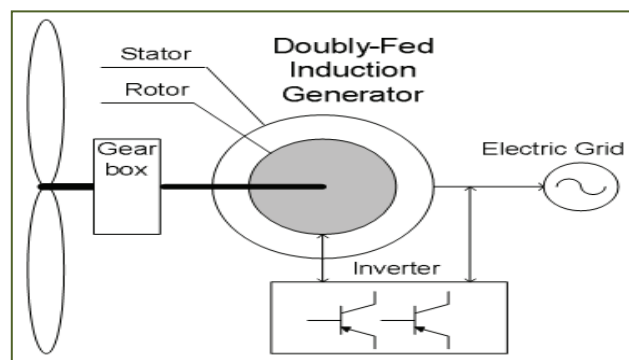 Doubly-Fed
Induction
Generator
Stator
Rotor
Gear
box
Electric Grid
Inverter